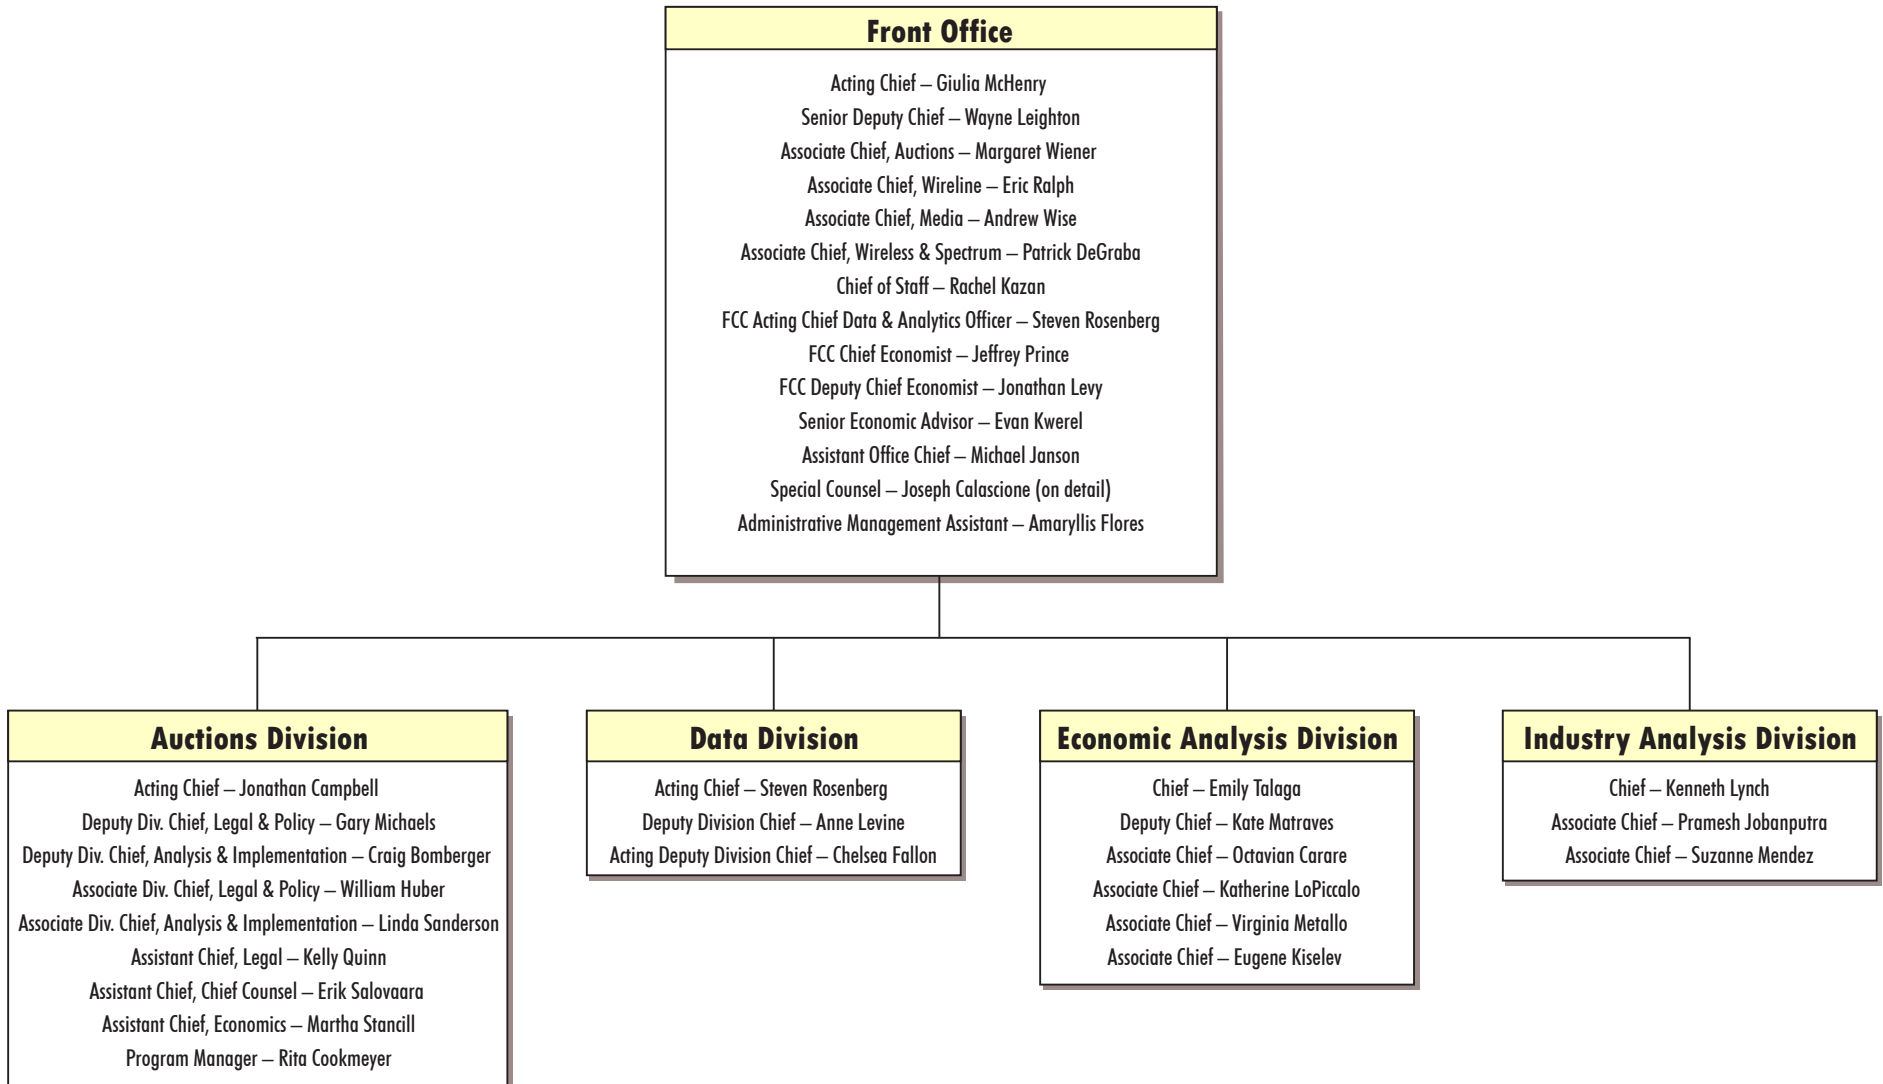 Front Office
Acting Chief – Giulia McHenry
Senior Deputy Chief – Wayne Leighton
Associate Chief, Auctions – Margaret Wiener
Associate Chief, Wireline – Eric Ralph
Associate Chief, Media – Andrew Wise
Associate Chief, Wireless & Spectrum – Patrick DeGraba
Chief of Staff – Rachel Kazan
FCC Acting Chief Data & Analytics Officer – Steven Rosenberg
FCC Chief Economist – Jeffrey Prince
FCC Deputy Chief Economist – Jonathan Levy
Senior Economic Advisor – Evan Kwerel
Assistant Office Chief – Michael Janson
Special Counsel – Joseph Calascione (on detail)
Administrative Management Assistant – Amaryllis Flores
Auctions Division
Acting Chief – Jonathan Campbell
Deputy Div. Chief, Legal & Policy – Gary Michaels
Deputy Div. Chief, Analysis & Implementation – Craig Bomberger
Associate Div. Chief, Legal & Policy – William Huber
Associate Div. Chief, Analysis & Implementation – Linda Sanderson
Assistant Chief, Legal – Kelly Quinn
Assistant Chief, Chief Counsel – Erik Salovaara
Assistant Chief, Economics – Martha Stancill
Program Manager – Rita Cookmeyer
Data Division
Acting Chief – Steven Rosenberg
Deputy Division Chief – Anne Levine
Acting Deputy Division Chief – Chelsea Fallon
Economic Analysis Division
Chief – Emily Talaga
Deputy Chief – Kate Matraves
Associate Chief – Octavian Carare
Associate Chief – Katherine LoPiccalo
Associate Chief – Virginia Metallo
Associate Chief – Eugene Kiselev
Industry Analysis Division
Chief – Kenneth Lynch
Associate Chief – Pramesh Jobanputra
Associate Chief – Suzanne Mendez